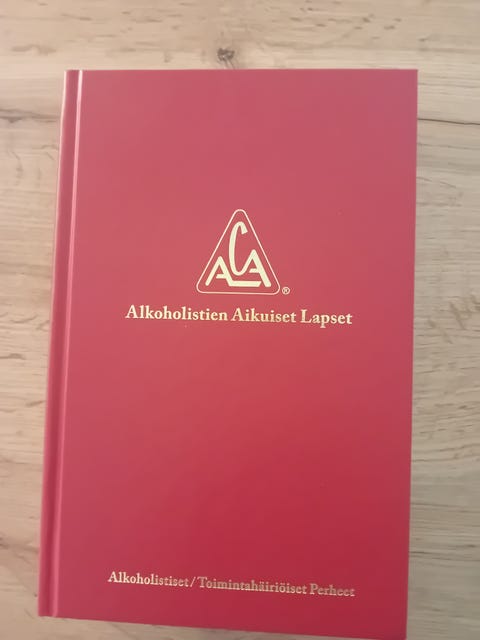 ACA®
Alkoholistien Aikuiset Lapset
Alkoholistiset/Toimintahäiriöiset Perheet